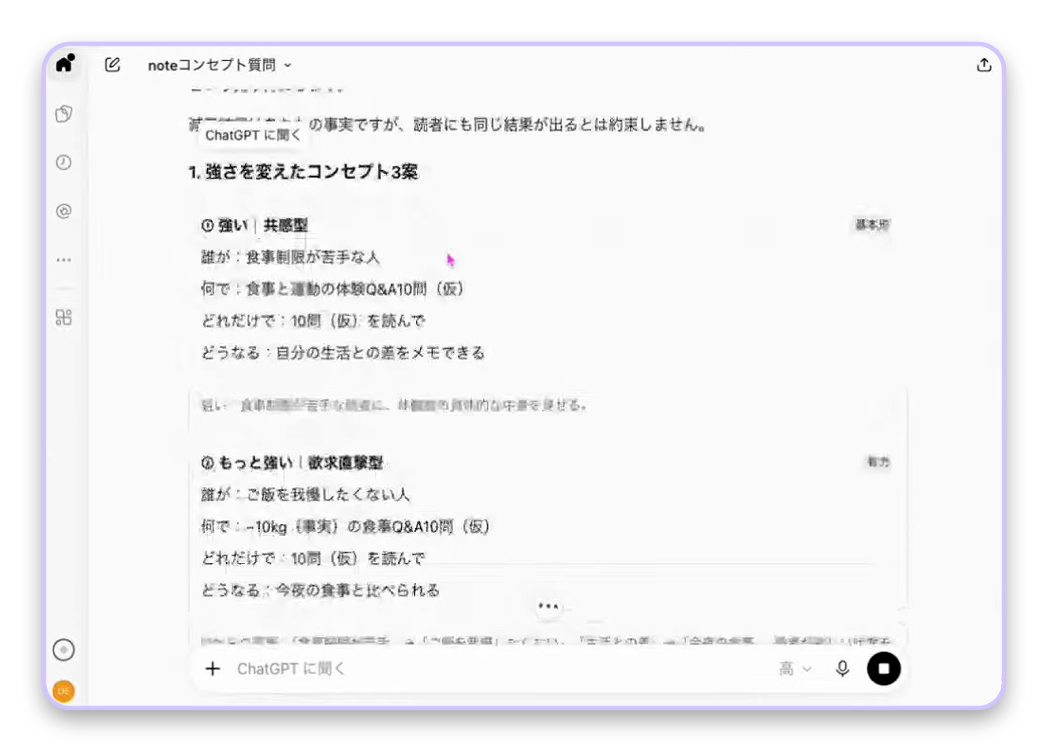 noteコンセプト質問
の事実ですが、読者にも同じ結果が出るとは約束しません。
ChatGPT に聞く
1. 強さを変えたコンセプト3案
① 強い｜共感型
基本形
誰が：食事制限が苦手な人
何で：食事と運動の体験Q&A10問（仮）
どれだけで：10問（仮）を読んで
どうなる：自分の生活との差をメモできる
② もっと強い｜欲求直撃型
有力
誰が：ご飯を我慢したくない人
何で：-10kg（事実）の食事Q&A10問（仮）
どれだけで：10問（仮）を読んで
どうなる：今夜の食事と比べられる
ChatGPT に聞く
高
DE